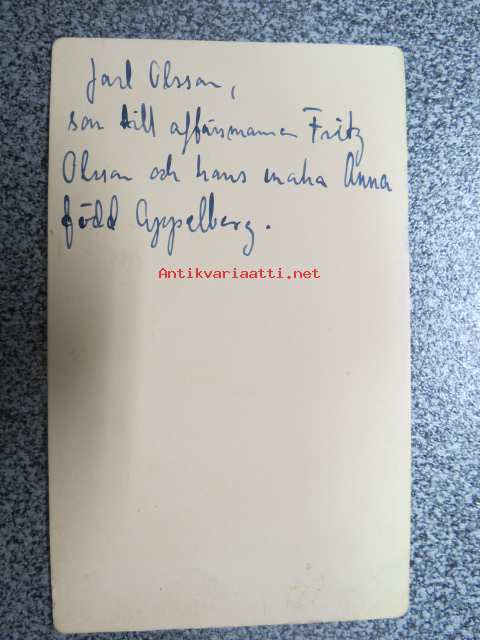 Jarl Olsson,
son till affärsmannen Fritz
Olsson och hans maka Anna
född Appelberg.
Antikvariaatti.net